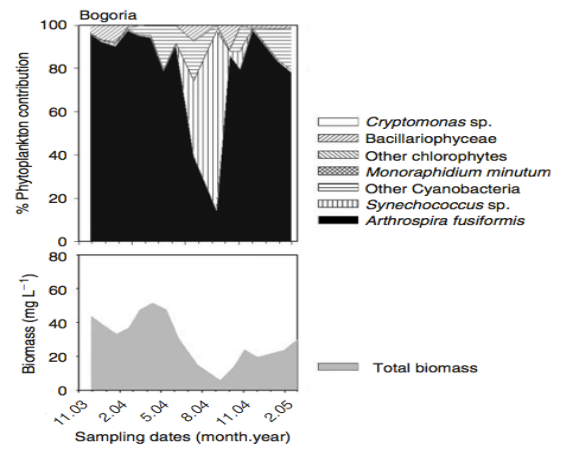 Bogoria
100
80
60
40
20
0
% Phytoplankton contribution
Cryptomonas sp.
Bacillariophyceae
Other chlorophytes
Monoraphidium minutum
Other Cyanobacteria
Synechococcus sp.
Arthrospira fusiformis
80
60
40
20
0
Biomass (mg L⁻¹)
Total biomass
11.03 2.04 5.04 8.04 11.04 2.05
Sampling dates (month.year)